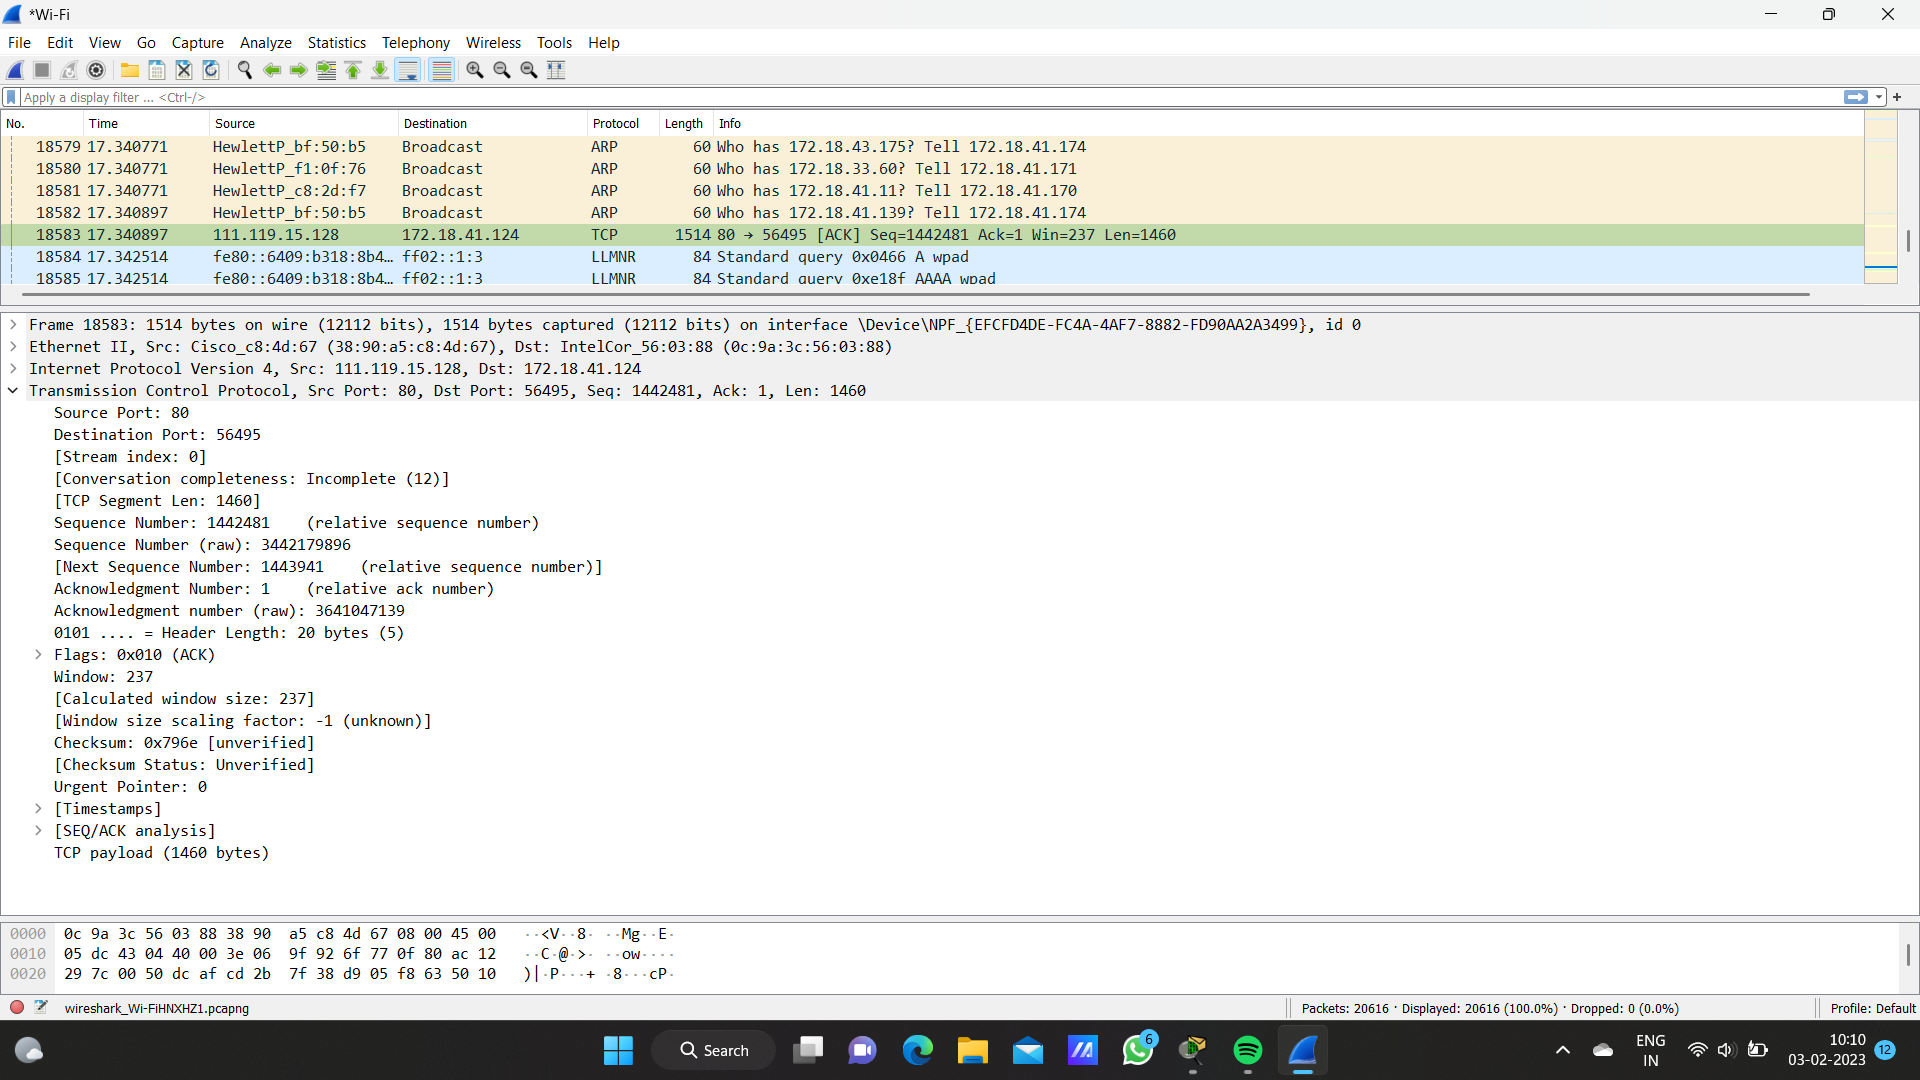 *Wi-Fi
File Edit View Go Capture Analyze Statistics Telephony Wireless Tools Help
Apply a display filter ... <Ctrl-/>
No. Time Source Destination Protocol Length Info
18579 17.340771 HewlettP_bf:50:b5 Broadcast ARP 60 Who has 172.18.43.175? Tell 172.18.41.174
18580 17.340771 HewlettP_f1:0f:76 Broadcast ARP 60 Who has 172.18.33.60? Tell 172.18.41.171
18581 17.340771 HewlettP_c8:2d:f7 Broadcast ARP 60 Who has 172.18.41.11? Tell 172.18.41.170
18582 17.340897 HewlettP_bf:50:b5 Broadcast ARP 60 Who has 172.18.41.139? Tell 172.18.41.174
18583 17.340897 111.119.15.128 172.18.41.124 TCP 1514 80 → 56495 [ACK] Seq=1442481 Ack=1 Win=237 Len=1460
18584 17.342514 fe80::6409:b318:8b4… ff02::1:3 LLMNR 84 Standard query 0x0466 A wpad
18585 17.342514 fe80::6409:b318:8b4… ff02::1:3 LLMNR 84 Standard query 0xe18f AAAA wpad
Frame 18583: 1514 bytes on wire (12112 bits), 1514 bytes captured (12112 bits) on interface \Device\NPF_{EFCFD4DE-FC4A-4AF7-8882-FD90AA2A3499}, id 0
Ethernet II, Src: Cisco_c8:4d:67 (38:90:a5:c8:4d:67), Dst: IntelCor_56:03:88 (0c:9a:3c:56:03:88)
Internet Protocol Version 4, Src: 111.119.15.128, Dst: 172.18.41.124
Transmission Control Protocol, Src Port: 80, Dst Port: 56495, Seq: 1442481, Ack: 1, Len: 1460
Source Port: 80
Destination Port: 56495
[Stream index: 0]
[Conversation completeness: Incomplete (12)]
[TCP Segment Len: 1460]
Sequence Number: 1442481 (relative sequence number)
Sequence Number (raw): 3442179896
[Next Sequence Number: 1443941 (relative sequence number)]
Acknowledgment Number: 1 (relative ack number)
Acknowledgment number (raw): 3641047139
0101 .... = Header Length: 20 bytes (5)
Flags: 0x010 (ACK)
Window: 237
[Calculated window size: 237]
[Window size scaling factor: -1 (unknown)]
Checksum: 0x796e [unverified]
[Checksum Status: Unverified]
Urgent Pointer: 0
[Timestamps]
[SEQ/ACK analysis]
TCP payload (1460 bytes)
0000 0c 9a 3c 56 03 88 38 90 a5 c8 4d 67 08 00 45 00 ··<V··8· ··Mg··E·
0010 05 dc 43 04 40 00 3e 06 9f 92 6f 77 0f 80 ac 12 ··C·@·>· ··ow····
0020 29 7c 00 50 dc af cd 2b 7f 38 d9 05 f8 63 50 10 )|·P···+ ·8···cP·
wireshark_Wi-FiHNXHZ1.pcapng Packets: 20616 · Displayed: 20616 (100.0%) · Dropped: 0 (0.0%) Profile: Default
Search 6 ENG IN 10:10 03-02-2023 12